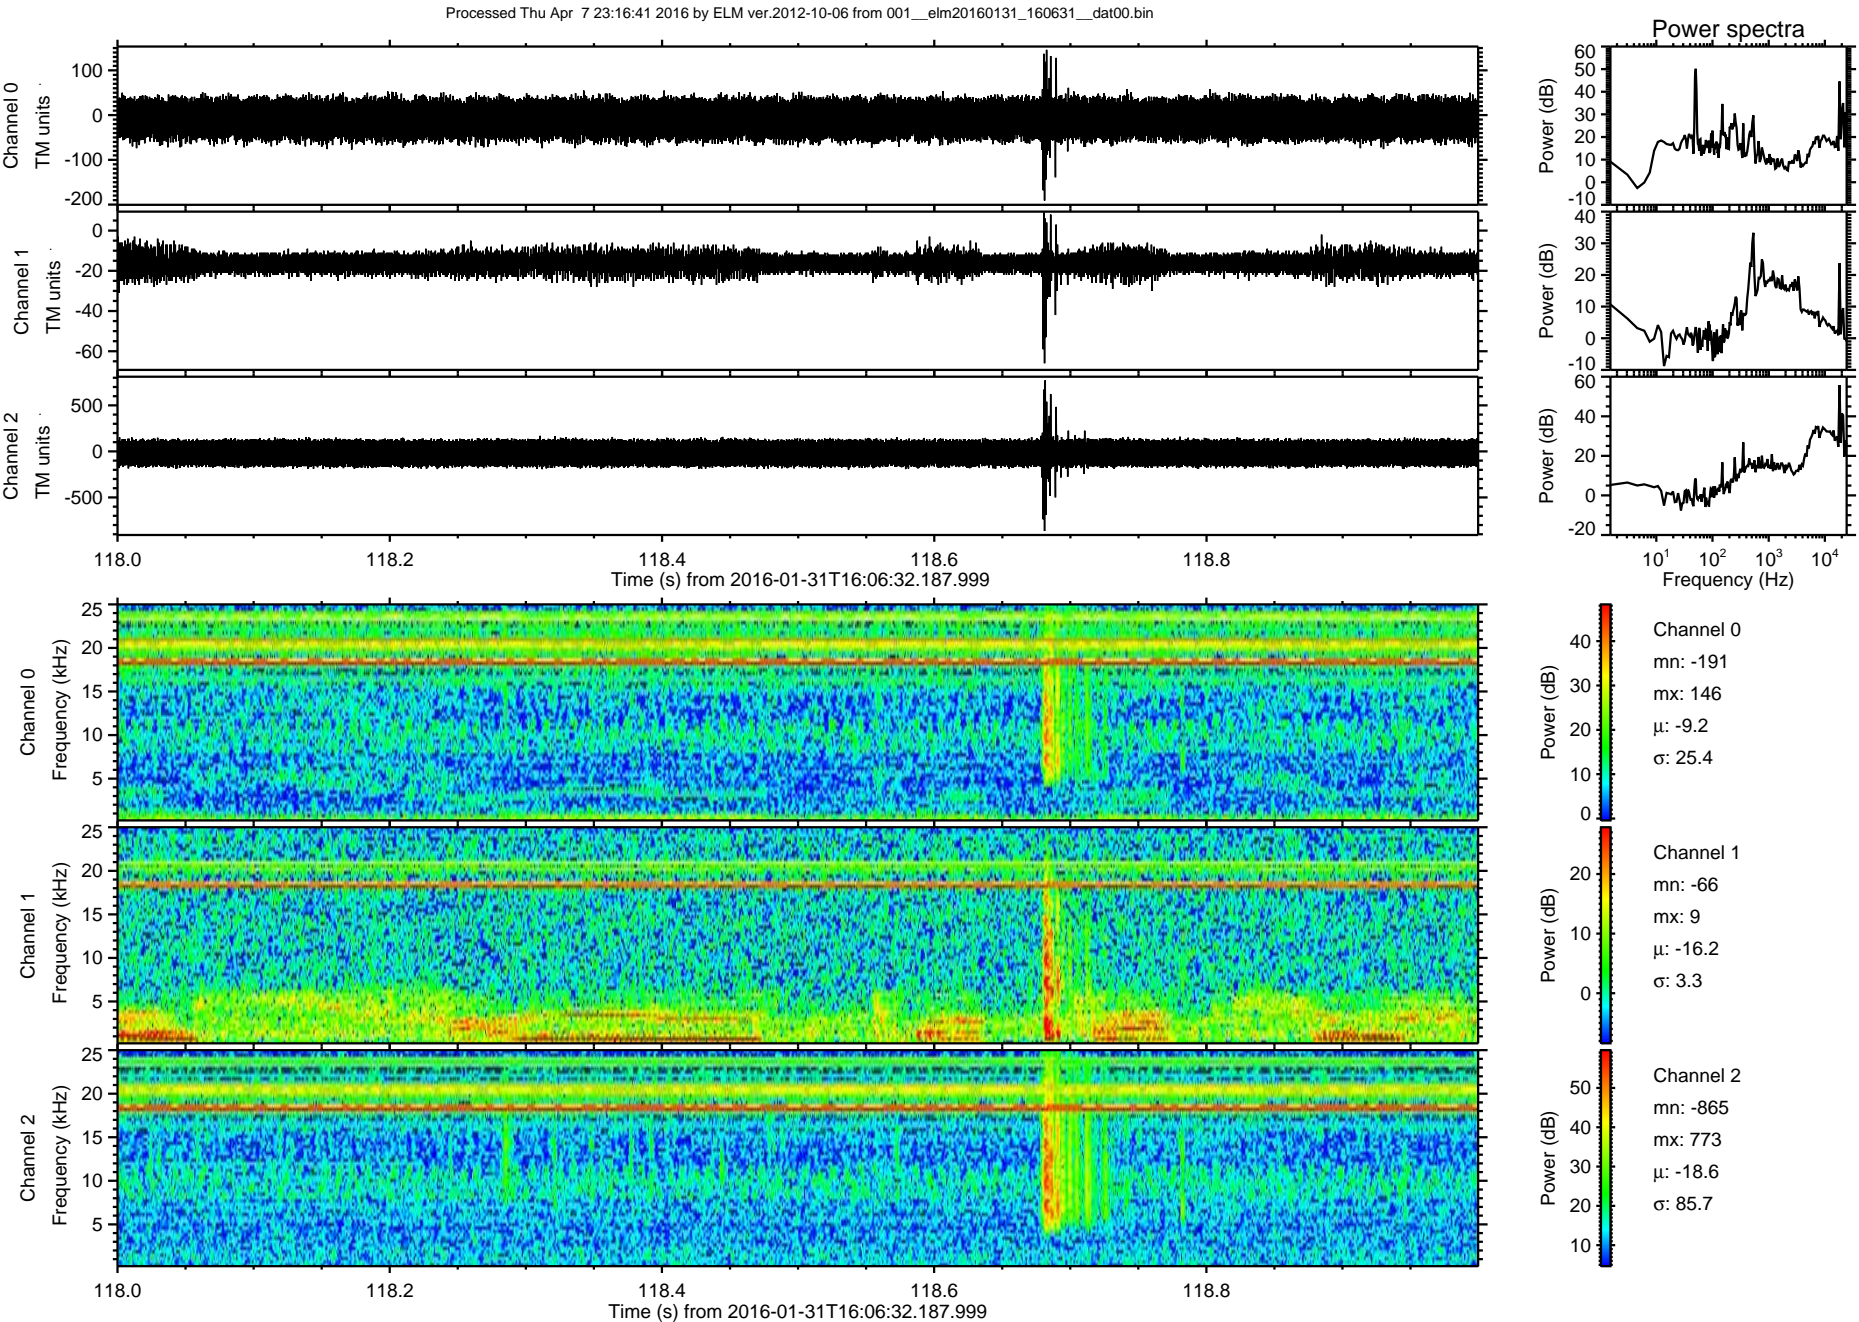 Processed Thu Apr  7 23:16:41 2016 by ELM ver.2012-10-06 from 001__elm20160131_160631__dat00.bin
Power spectra
Channel 0
TM units
100
0
-100
-200
Power (dB)
60
50
40
30
20
10
0
-10
Channel 1
TM units
0
-20
-40
-60
Power (dB)
40
30
20
10
0
-10
Channel 2
TM units
500
0
-500
Power (dB)
60
40
20
0
-20
118.0 118.2 118.4 118.6 118.8
Time (s) from 2016-01-31T16:06:32.187.999
10^1 10^2 10^3 10^4
Frequency (Hz)
Channel 0
Frequency (kHz)
25
20
15
10
5
Power (dB)
40
30
20
10
0
Channel 0
mn: -191
mx: 146
μ: -9.2
σ: 25.4
Channel 1
Frequency (kHz)
25
20
15
10
5
Power (dB)
20
10
0
Channel 1
mn: -66
mx: 9
μ: -16.2
σ: 3.3
Channel 2
Frequency (kHz)
25
20
15
10
5
Power (dB)
50
40
30
20
10
Channel 2
mn: -865
mx: 773
μ: -18.6
σ: 85.7
118.0 118.2 118.4 118.6 118.8
Time (s) from 2016-01-31T16:06:32.187.999